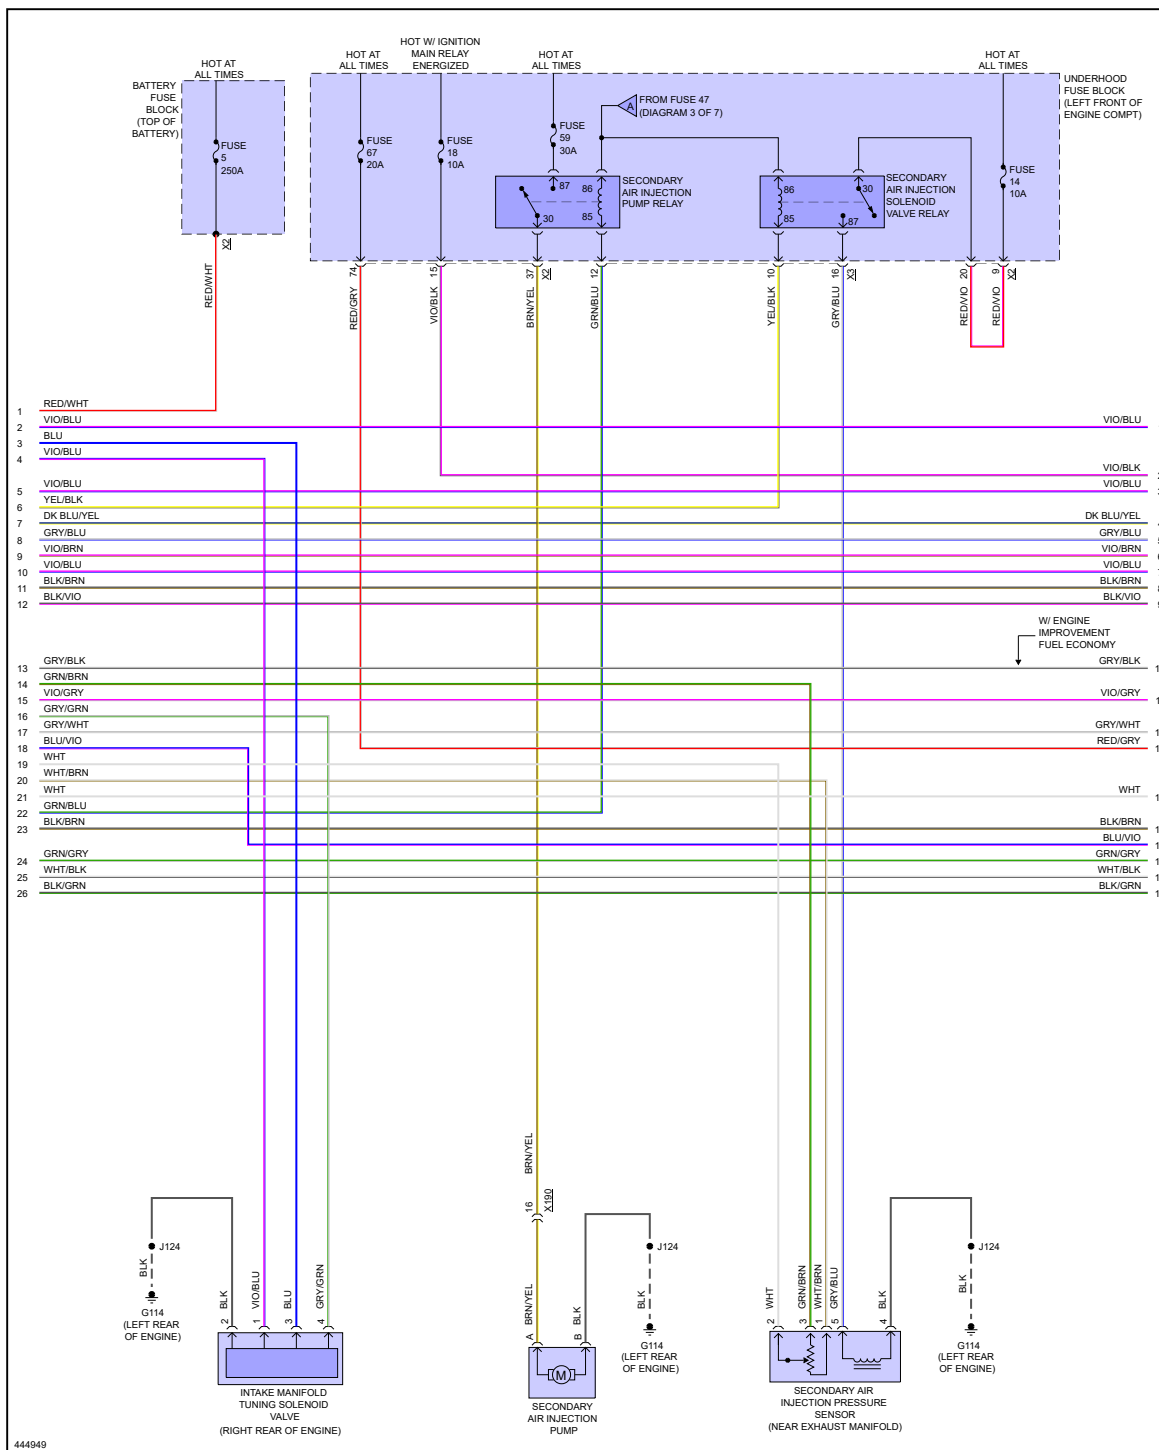 HOT AT
ALL TIMES
BATTERY
FUSE
BLOCK
(TOP OF
BATTERY)
FUSE
5
250A
X2
RED/WHT
HOT AT
ALL TIMES
HOT W/ IGNITION
MAIN RELAY
ENERGIZED
HOT AT
ALL TIMES
HOT AT
ALL TIMES
UNDERHOOD
FUSE BLOCK
(LEFT FRONT OF
ENGINE COMPT)
A
FROM FUSE 47
(DIAGRAM 3 OF 7)
FUSE
67
20A
FUSE
18
10A
FUSE
59
30A
FUSE
14
10A
87
86
30
85
SECONDARY
AIR INJECTION
PUMP RELAY
86
30
85
87
SECONDARY
AIR INJECTION
SOLENOID
VALVE RELAY
74
15
37
X2
12
10
16
X3
20
9
X2
RED/GRY
VIO/BLK
BRN/YEL
GRN/BLU
YEL/BLK
GRY/BLU
RED/VIO
RED/VIO
1 RED/WHT
2 VIO/BLU VIO/BLU
3 BLU
4 VIO/BLU
VIO/BLK
5 VIO/BLU VIO/BLU
6 YEL/BLK
7 DK BLU/YEL DK BLU/YEL
8 GRY/BLU GRY/BLU
9 VIO/BRN VIO/BRN
10 VIO/BLU VIO/BLU
11 BLK/BRN BLK/BRN
12 BLK/VIO BLK/VIO
W/ ENGINE
IMPROVEMENT
FUEL ECONOMY
13 GRY/BLK GRY/BLK
14 GRN/BRN
15 VIO/GRY VIO/GRY
16 GRY/GRN
17 GRY/WHT GRY/WHT
18 BLU/VIO RED/GRY
19 WHT
20 WHT/BRN
21 WHT WHT
22 GRN/BLU
23 BLK/BRN BLK/BRN
BLU/VIO
24 GRN/GRY GRN/GRY
25 WHT/BLK WHT/BLK
26 BLK/GRN BLK/GRN
BRN/YEL
16
X190
J124
BLK
G114
(LEFT REAR
OF ENGINE)
BLK
VIO/BLU
BLU
GRY/GRN
2
1
3
4
INTAKE MANIFOLD
TUNING SOLENOID
VALVE
(RIGHT REAR OF ENGINE)
BRN/YEL
BLK
A
B
M
SECONDARY
AIR INJECTION
PUMP
J124
BLK
G114
(LEFT REAR
OF ENGINE)
WHT
GRN/BRN
WHT/BRN
GRY/BLU
BLK
2
3
1
5
4
SECONDARY AIR
INJECTION PRESSURE
SENSOR
(NEAR EXHAUST MANIFOLD)
J124
BLK
G114
(LEFT REAR
OF ENGINE)
444949